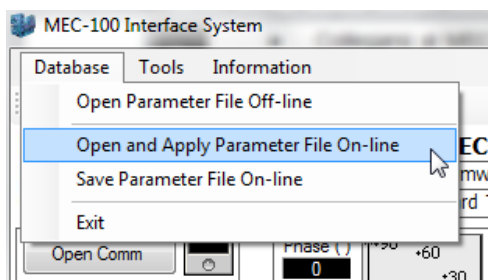 MEC-100 Interface System
Database Tools Information
Open Parameter File Off-line
Open and Apply Parameter File On-line
Save Parameter File On-line
Exit
Open Comm
Phase ( )
0
+90
+60
+30